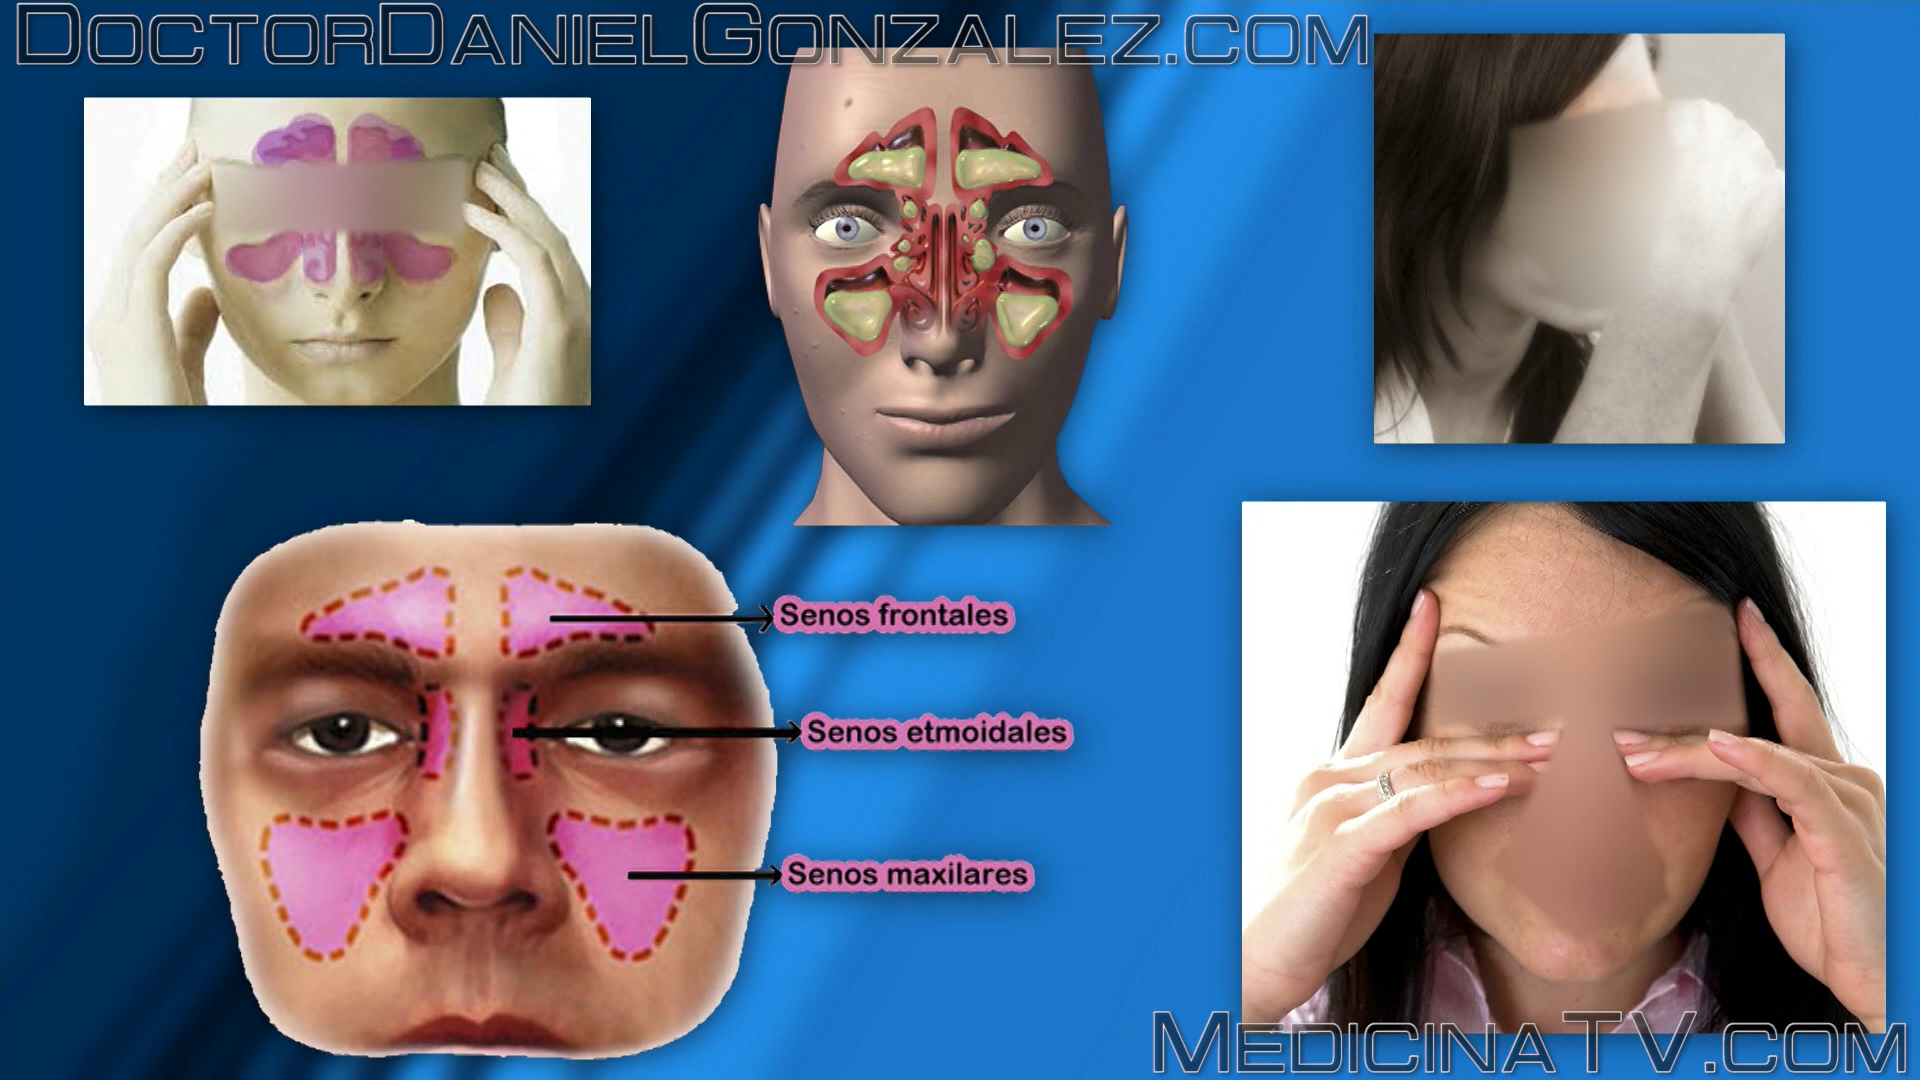 DoctorDanielGonzalez.com
Senos frontales
Senos etmoidales
Senos maxilares
MedicinaTV.com